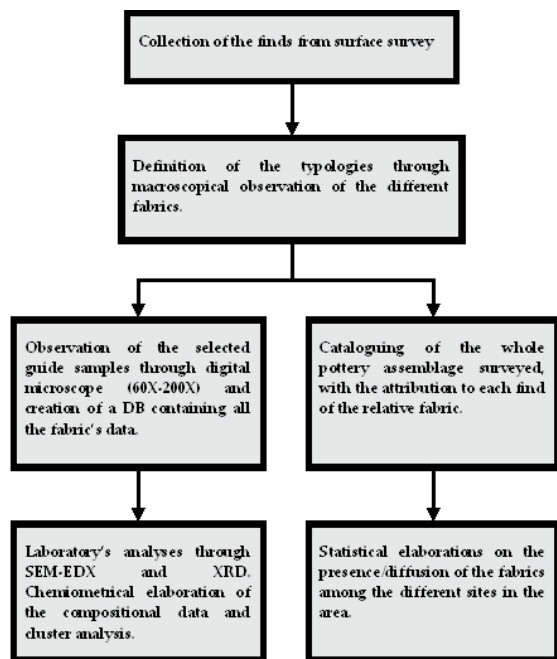 Collection of the finds from surface survey
Definition of the typologies through
macroscopical observation of the different
fabrics.
Observation of the selected
guide samples through digital
microscope (60X-200X) and
creation of a DB containing all
the fabric's data.
Cataloguing of the whole
pottery assemblage surveyed,
with the attribution to each find
of the relative fabric.
Laboratory's analyses through
SEM-EDX and XRD.
Chemiometrical elaboration of
the compositional data and
cluster analysis.
Statistical elaborations on the
presence/diffusion of the fabrics
among the different sites in the
area.